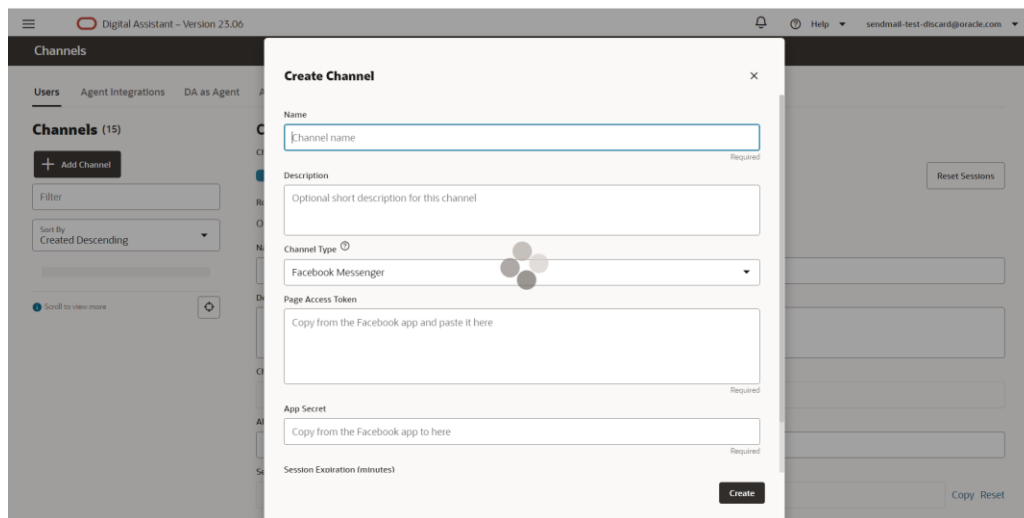 Digital Assistant – Version 23.06
Help
sendmail-test-discard@oracle.com
Channels
Users
Agent Integrations
DA as Agent
Channels (15)
Add Channel
Filter
Sort By
Created Descending
Scroll to view more
Create Channel
Name
Channel name
Required
Description
Optional short description for this channel
Channel Type
Facebook Messenger
Page Access Token
Copy from the Facebook app and paste it here
Required
App Secret
Copy from the Facebook app to here
Required
Session Expiration (minutes)
Create
Reset Sessions
Copy Reset